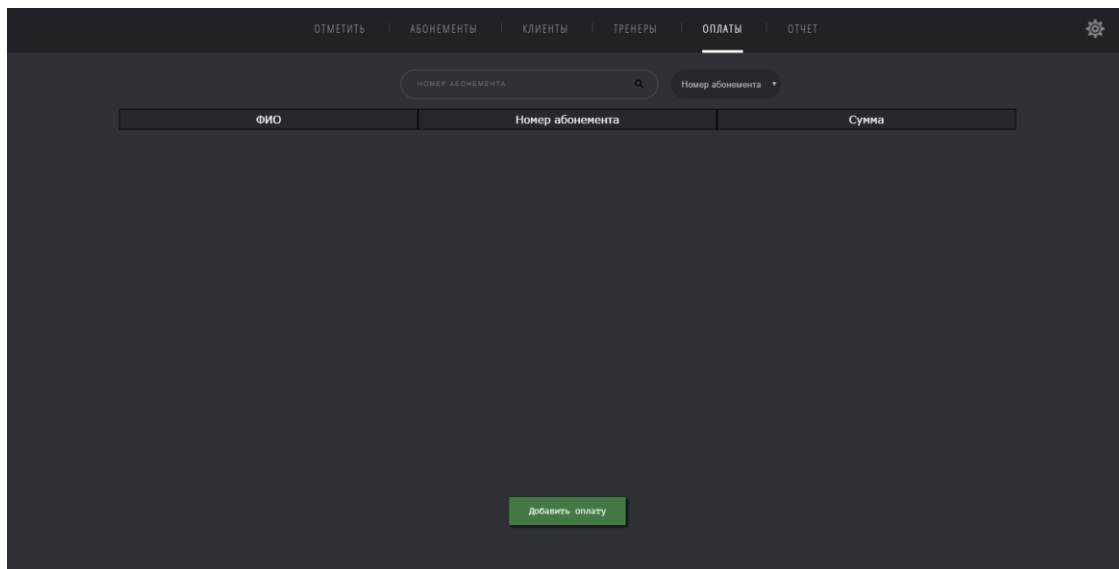 ОТМЕТИТЬ | АБОНЕМЕНТЫ | КЛИЕНТЫ | ТРЕНЕРЫ | ОПЛАТЫ | ОТЧЕТ
НОМЕР АБОНЕМЕНТА Номер абонемента
ФИО Номер абонемента Сумма
Добавить оплату